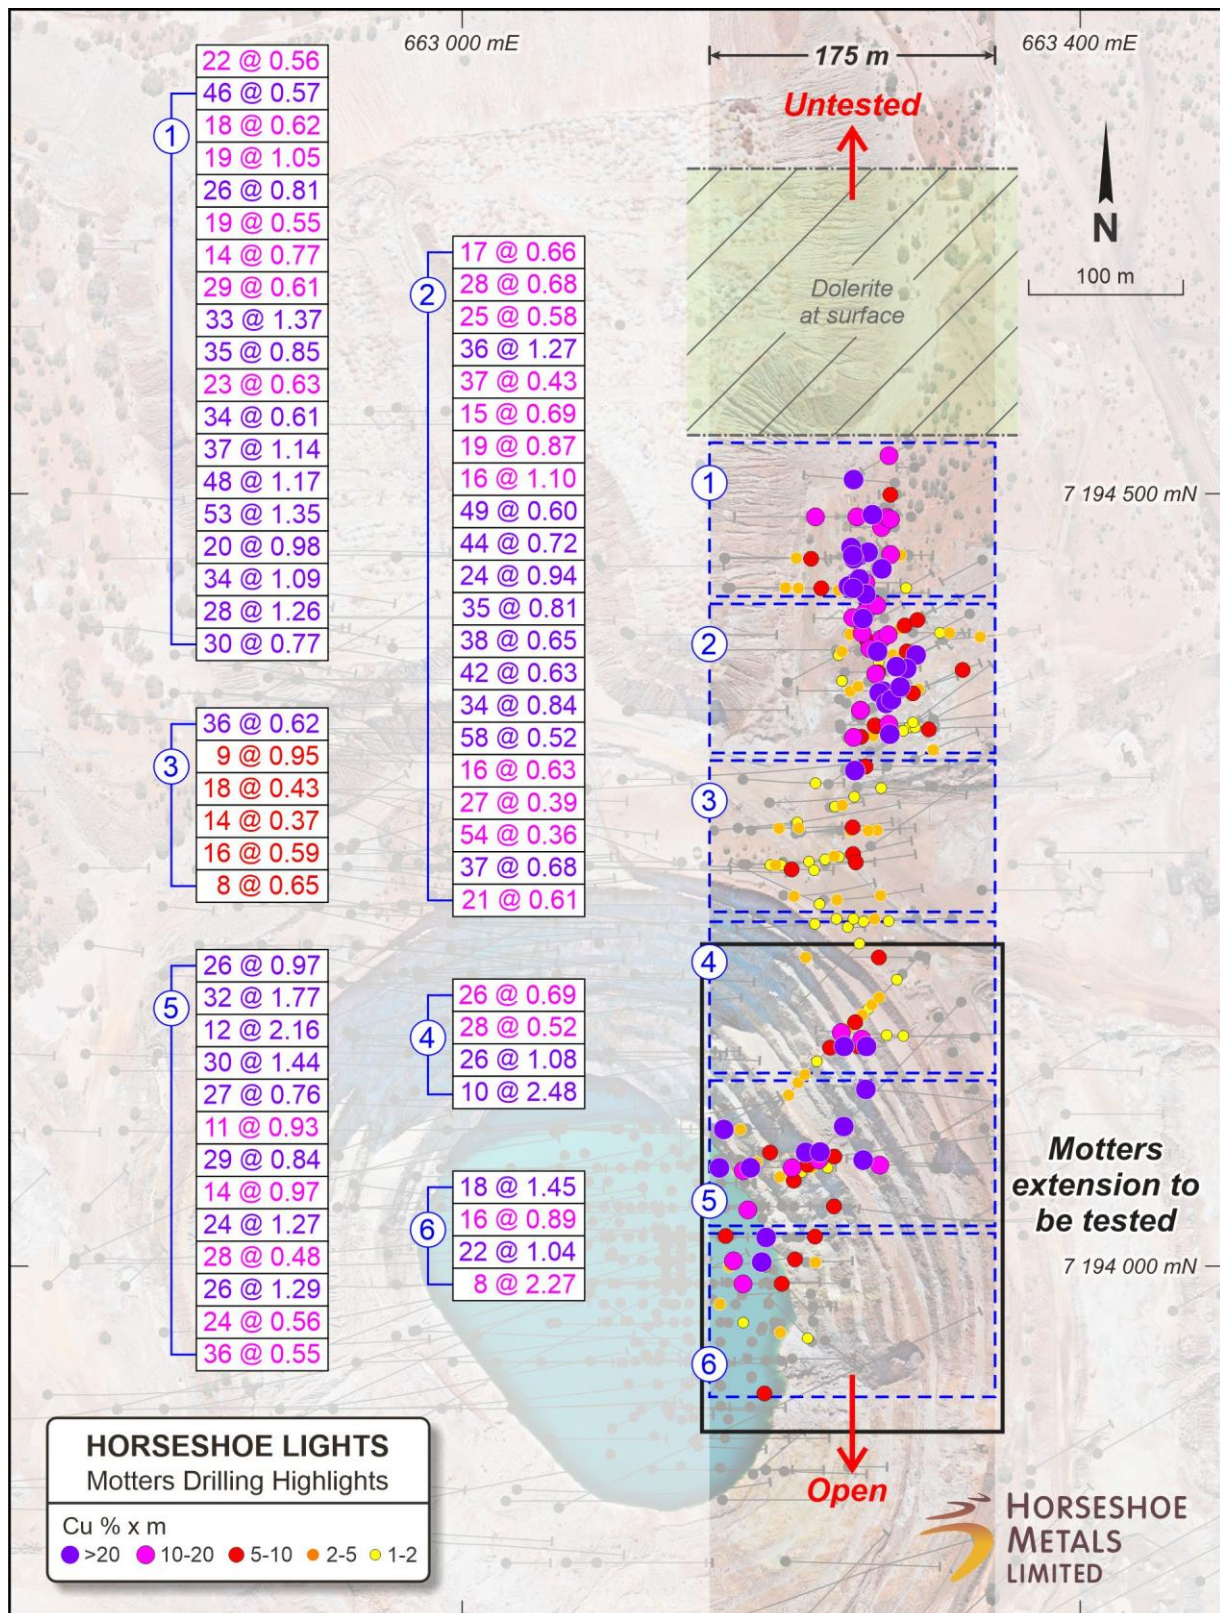 663 000 mE
663 400 mE
175 m
Untested
N
100 m
Dolerite
at surface
1
22 @ 0.56
46 @ 0.57
18 @ 0.62
19 @ 1.05
26 @ 0.81
19 @ 0.55
14 @ 0.77
29 @ 0.61
33 @ 1.37
35 @ 0.85
23 @ 0.63
34 @ 0.61
37 @ 1.14
48 @ 1.17
53 @ 1.35
20 @ 0.98
34 @ 1.09
28 @ 1.26
30 @ 0.77
2
17 @ 0.66
28 @ 0.68
25 @ 0.58
36 @ 1.27
37 @ 0.43
15 @ 0.69
19 @ 0.87
16 @ 1.10
49 @ 0.60
44 @ 0.72
24 @ 0.94
35 @ 0.81
38 @ 0.65
42 @ 0.63
34 @ 0.84
58 @ 0.52
16 @ 0.63
27 @ 0.39
54 @ 0.36
37 @ 0.68
21 @ 0.61
3
36 @ 0.62
9 @ 0.95
18 @ 0.43
14 @ 0.37
16 @ 0.59
8 @ 0.65
5
26 @ 0.97
32 @ 1.77
12 @ 2.16
30 @ 1.44
27 @ 0.76
11 @ 0.93
29 @ 0.84
14 @ 0.97
24 @ 1.27
28 @ 0.48
26 @ 1.29
24 @ 0.56
36 @ 0.55
4
26 @ 0.69
28 @ 0.52
26 @ 1.08
10 @ 2.48
6
18 @ 1.45
16 @ 0.89
22 @ 1.04
8 @ 2.27
1
7 194 500 mN
2
3
4
5
6
Motters
extension to
be tested
7 194 000 mN
Open
HORSESHOE LIGHTS
Motters Drilling Highlights
Cu % x m
>20 10-20 5-10 2-5 1-2
HORSESHOE
METALS
LIMITED